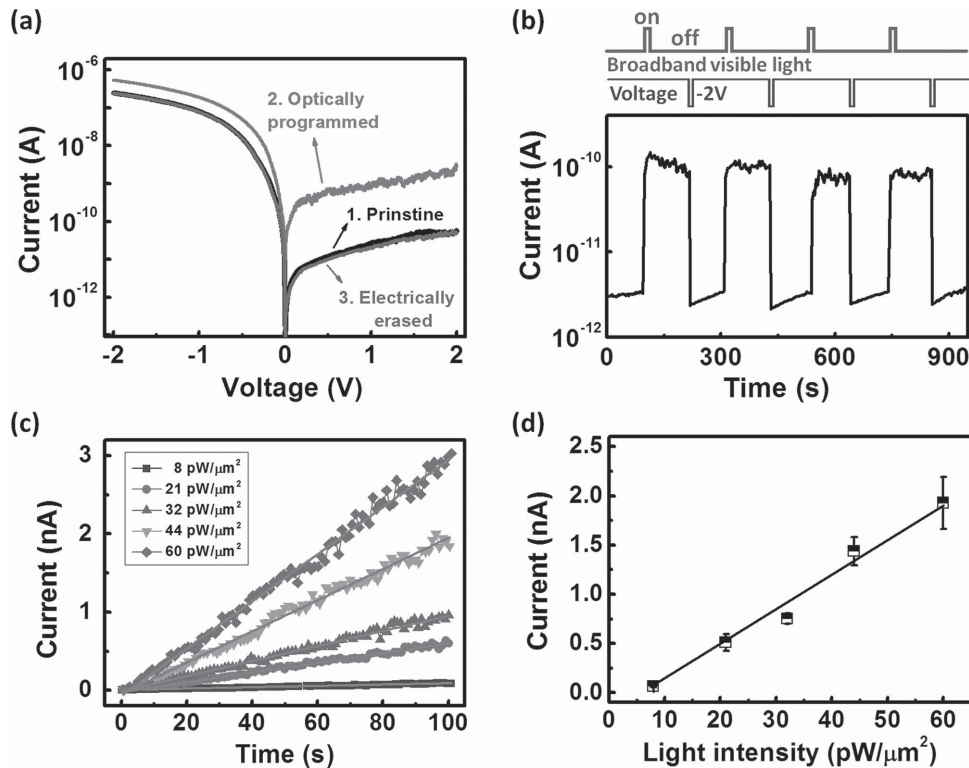 (a)
10⁻⁶
10⁻⁸
10⁻¹⁰
10⁻¹²
Current (A)
2. Optically
programmed
1. Prinstine
3. Electrically
erased
-2 -1 0 1 2
Voltage (V)
(b)
on
off
Broadband visible light
Voltage -2V
10⁻¹⁰
10⁻¹¹
10⁻¹²
Current (A)
0 300 600 900
Time (s)
(c)
3
2
1
0
Current (nA)
8 pW/μm²
21 pW/μm²
32 pW/μm²
44 pW/μm²
60 pW/μm²
0 20 40 60 80 100
Time (s)
(d)
2.5
2.0
1.5
1.0
0.5
0.0
Current (nA)
0 10 20 30 40 50 60
Light intensity (pW/μm²)